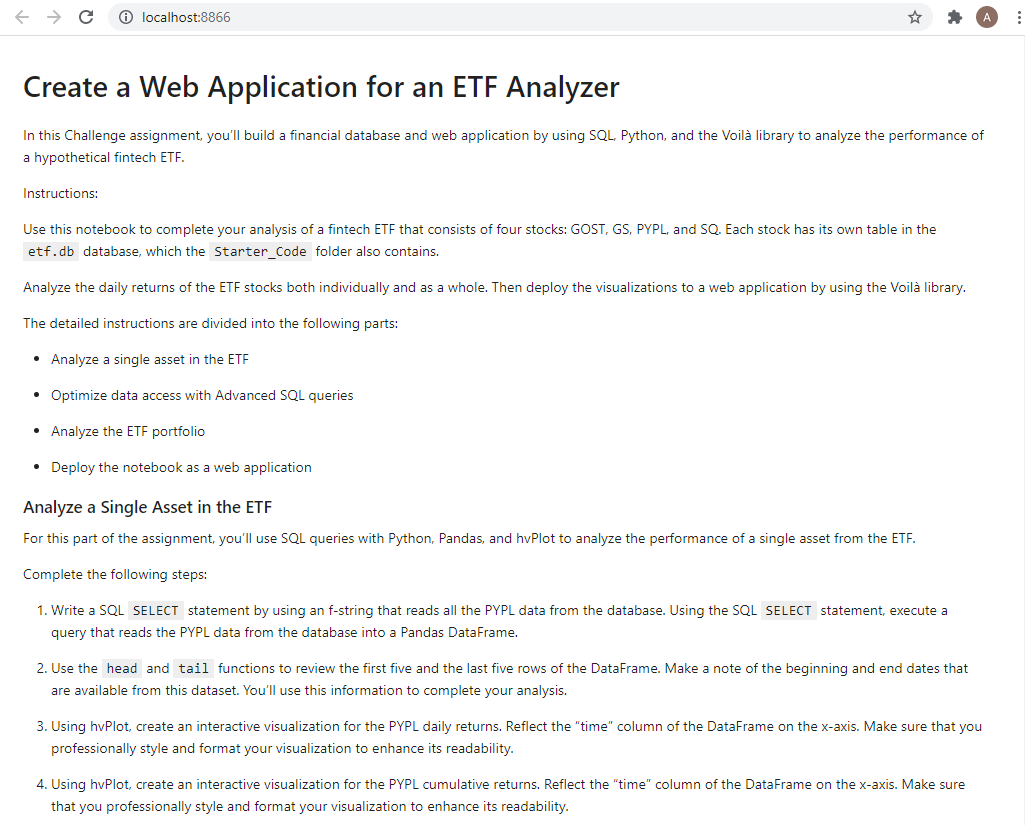 localhost:8866
A
Create a Web Application for an ETF Analyzer
In this Challenge assignment, you'll build a financial database and web application by using SQL, Python, and the Voilà library to analyze the performance of
a hypothetical fintech ETF.
Instructions:
Use this notebook to complete your analysis of a fintech ETF that consists of four stocks: GOST, GS, PYPL, and SQ. Each stock has its own table in the
etf.db database, which the Starter_Code folder also contains.
Analyze the daily returns of the ETF stocks both individually and as a whole. Then deploy the visualizations to a web application by using the Voilà library.
The detailed instructions are divided into the following parts:
• Analyze a single asset in the ETF
• Optimize data access with Advanced SQL queries
• Analyze the ETF portfolio
• Deploy the notebook as a web application
Analyze a Single Asset in the ETF
For this part of the assignment, you'll use SQL queries with Python, Pandas, and hvPlot to analyze the performance of a single asset from the ETF.
Complete the following steps:
1. Write a SQL SELECT statement by using an f-string that reads all the PYPL data from the database. Using the SQL SELECT statement, execute a
query that reads the PYPL data from the database into a Pandas DataFrame.
2. Use the head and tail functions to review the first five and the last five rows of the DataFrame. Make a note of the beginning and end dates that
are available from this dataset. You'll use this information to complete your analysis.
3. Using hvPlot, create an interactive visualization for the PYPL daily returns. Reflect the “time” column of the DataFrame on the x-axis. Make sure that you
professionally style and format your visualization to enhance its readability.
4. Using hvPlot, create an interactive visualization for the PYPL cumulative returns. Reflect the “time” column of the DataFrame on the x-axis. Make sure
that you professionally style and format your visualization to enhance its readability.